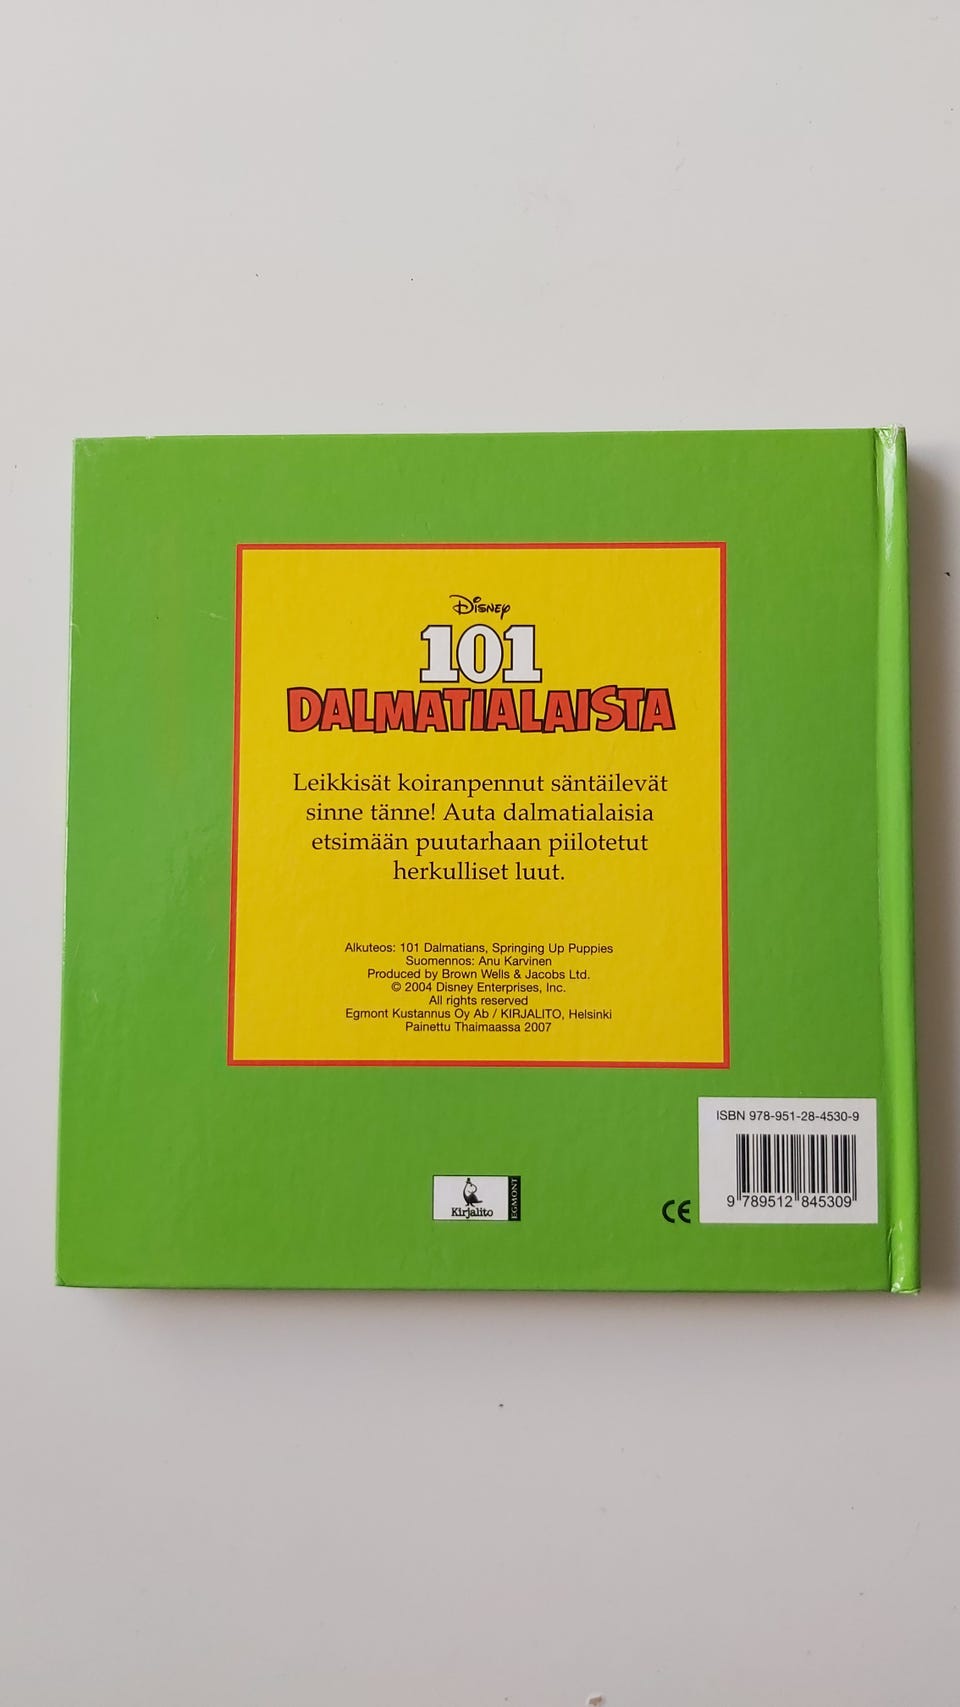 Disney
101
DALMATIALAISTA
Leikkisät koiranpennut säntäilevät
sinne tänne! Auta dalmatialaisia
etsimään puutarhaan piilotetut
herkulliset luut.
Alkuteos: 101 Dalmatians, Springing Up Puppies
Suomennos: Anu Karvinen
Produced by Brown Wells & Jacobs Ltd.
© 2004 Disney Enterprises, Inc.
All rights reserved
Egmont Kustannus Oy Ab / KIRJALITO, Helsinki
Painettu Thaimaassa 2007
ISBN 978-951-28-4530-9
9 789512 845309
Kirjalito
EGMONT
CE